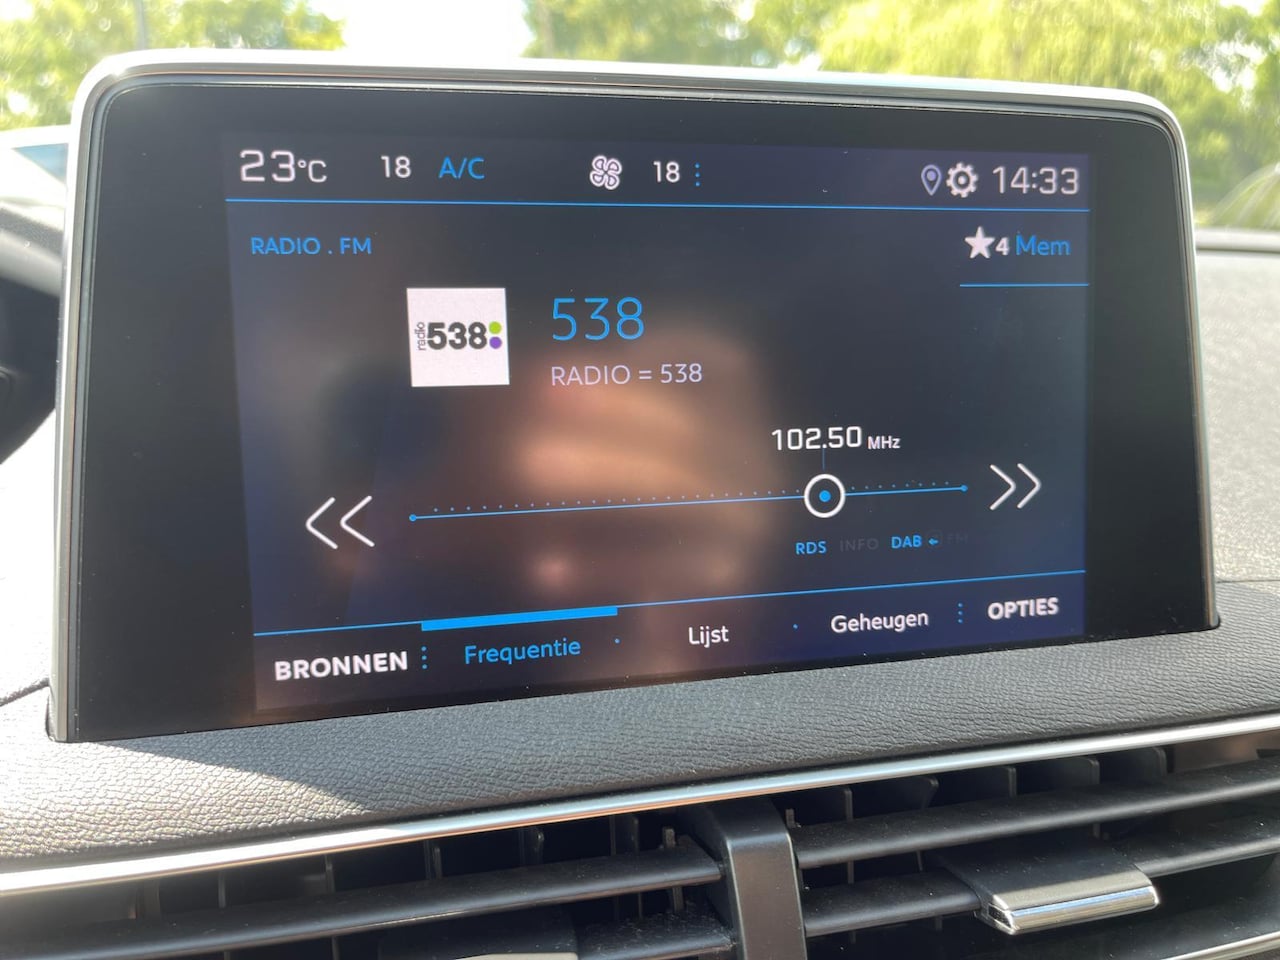 23°C 18 A/C 18 14:33
RADIO . FM
4 Mem
radio 538
538
RADIO = 538
102.50 MHz
RDS INFO DAB FM
BRONNEN Frequentie Lijst Geheugen OPTIES